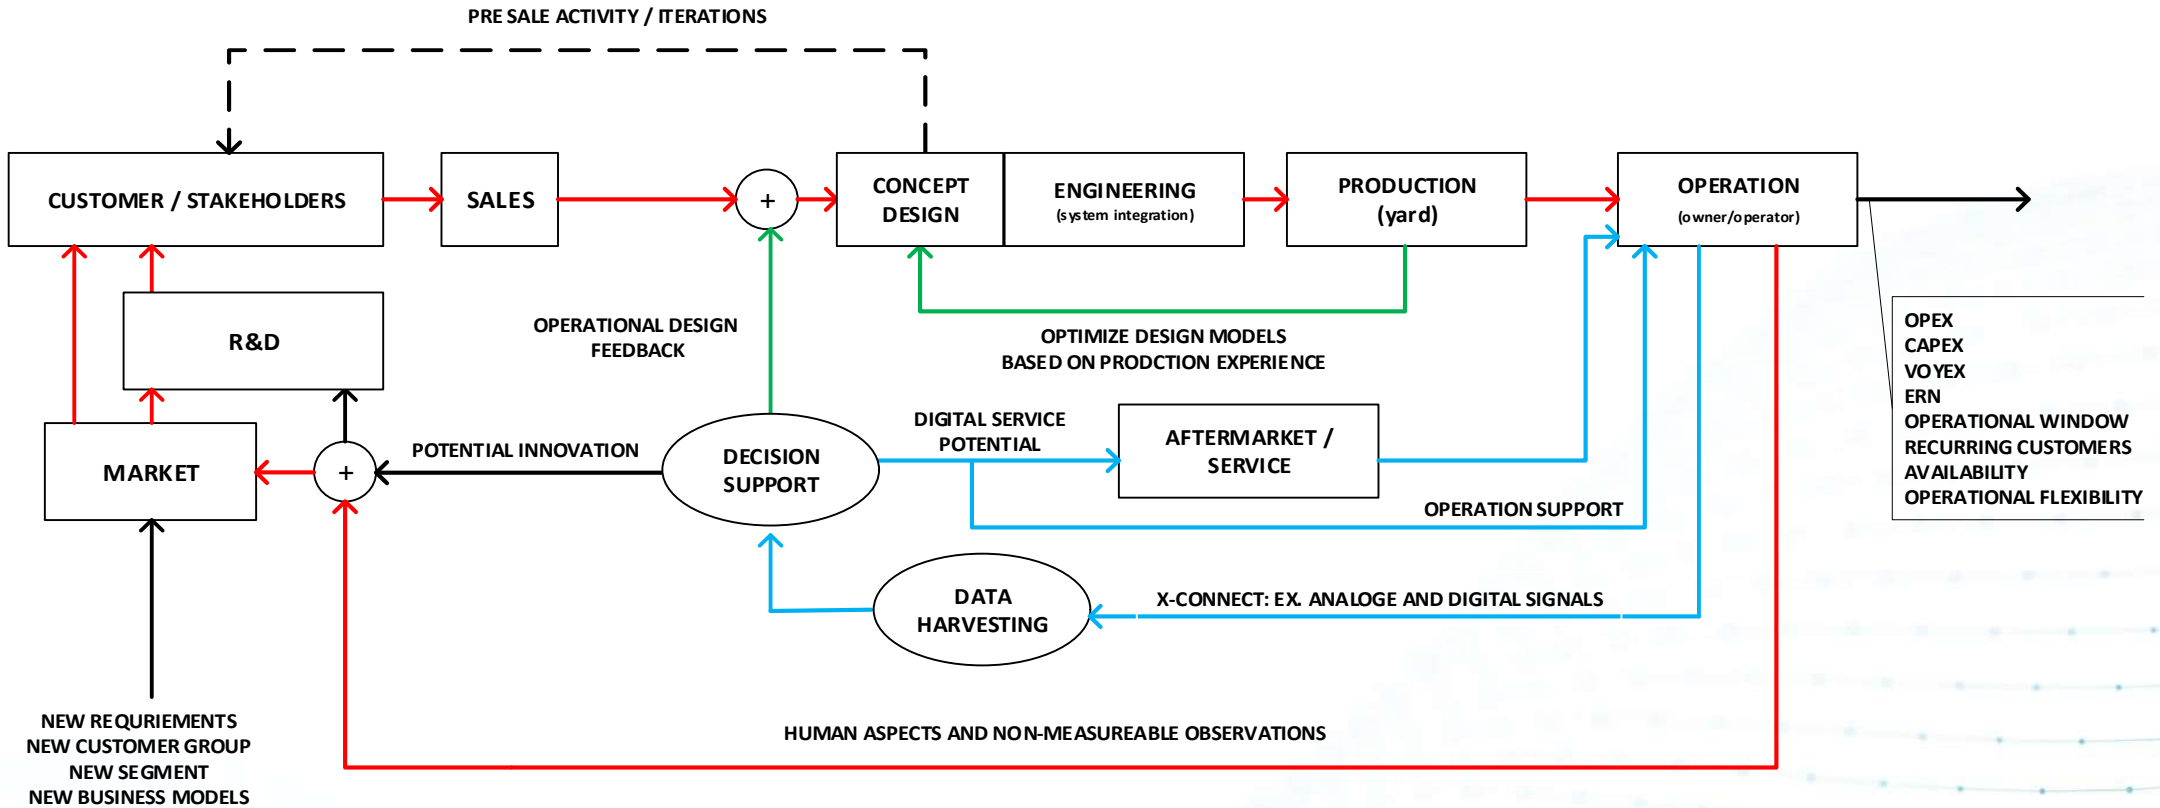 PRE SALE ACTIVITY / ITERATIONS
CUSTOMER / STAKEHOLDERS
SALES
+
CONCEPT
DESIGN
ENGINEERING
(system integration)
PRODUCTION
(yard)
OPERATION
(owner/operator)
R&D
OPERATIONAL DESIGN
FEEDBACK
OPTIMIZE DESIGN MODELS
BASED ON PRODCTION EXPERIENCE
OPEX
CAPEX
VOYEX
ERN
OPERATIONAL WINDOW
RECURRING CUSTOMERS
AVAILABILITY
OPERATIONAL FLEXIBILITY
MARKET
+
POTENTIAL INNOVATION
DECISION
SUPPORT
DIGITAL SERVICE
POTENTIAL
AFTERMARKET /
SERVICE
OPERATION SUPPORT
DATA
HARVESTING
X-CONNECT: EX. ANALOGE AND DIGITAL SIGNALS
NEW REQURIEMENTS
NEW CUSTOMER GROUP
NEW SEGMENT
NEW BUSINESS MODELS
HUMAN ASPECTS AND NON-MEASUREABLE OBSERVATIONS